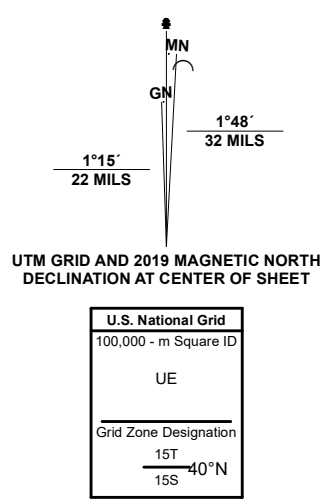 MN
GN
1°48´
32 MILS
1°15´
22 MILS
UTM GRID AND 2019 MAGNETIC NORTH
DECLINATION AT CENTER OF SHEET
U.S. National Grid
100,000 - m Square ID
UE
Grid Zone Designation
15T
40°N
15S